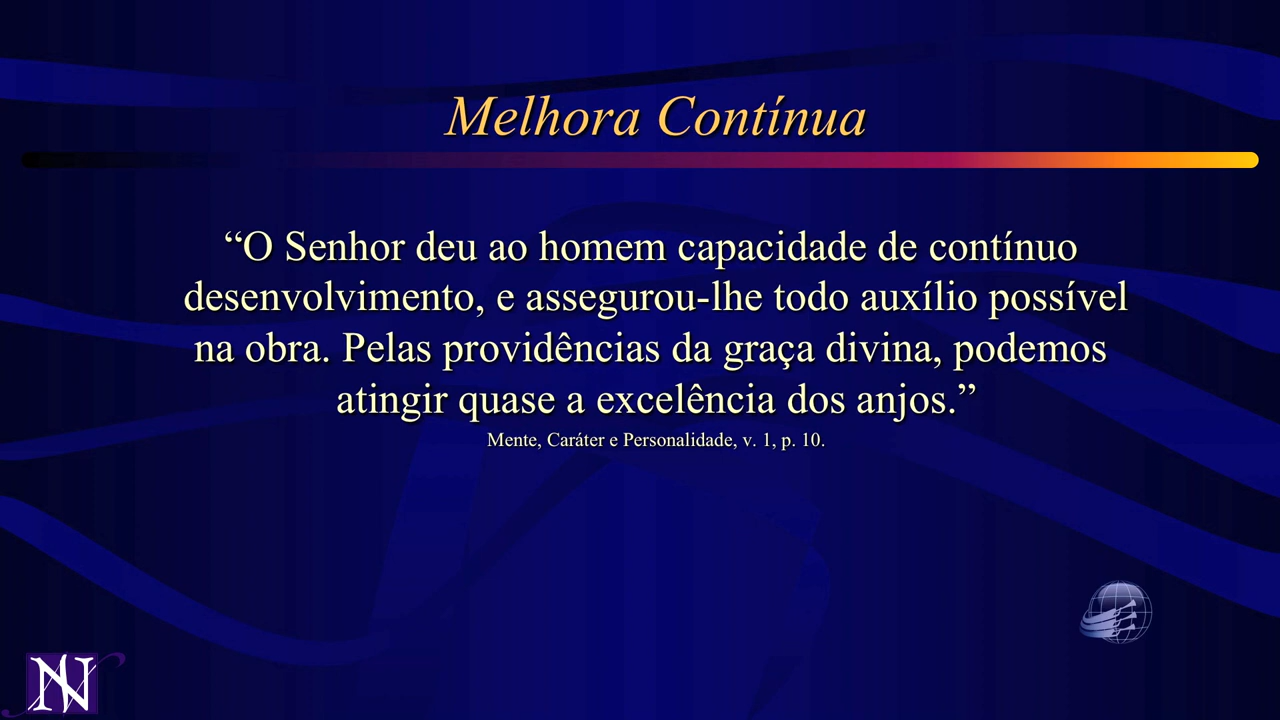 Melhora Contínua
“O Senhor deu ao homem capacidade de contínuo
desenvolvimento, e assegurou-lhe todo auxílio possível
na obra. Pelas providências da graça divina, podemos
atingir quase a excelência dos anjos.”
Mente, Caráter e Personalidade, v. 1, p. 10.